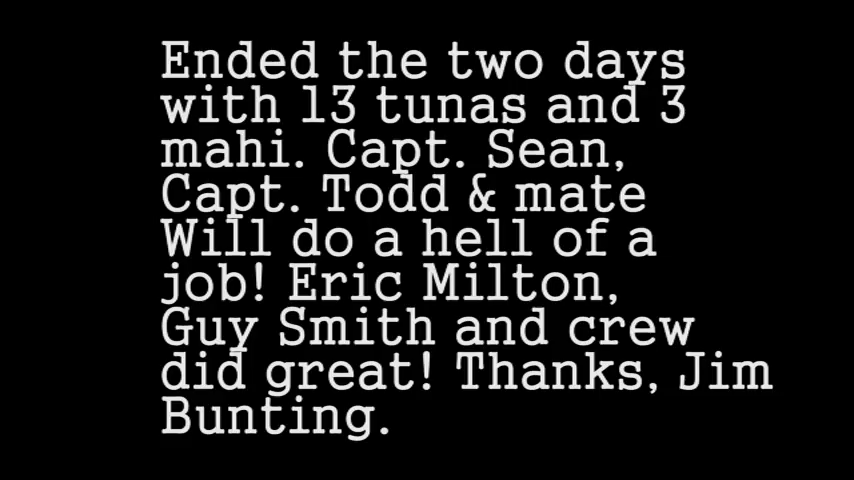 Ended the two days
with 13 tunas and 3
mahi. Capt. Sean,
Capt. Todd & mate
Will do a hell of a
job! Eric Milton,
Guy Smith and crew
did great! Thanks, Jim
Bunting.